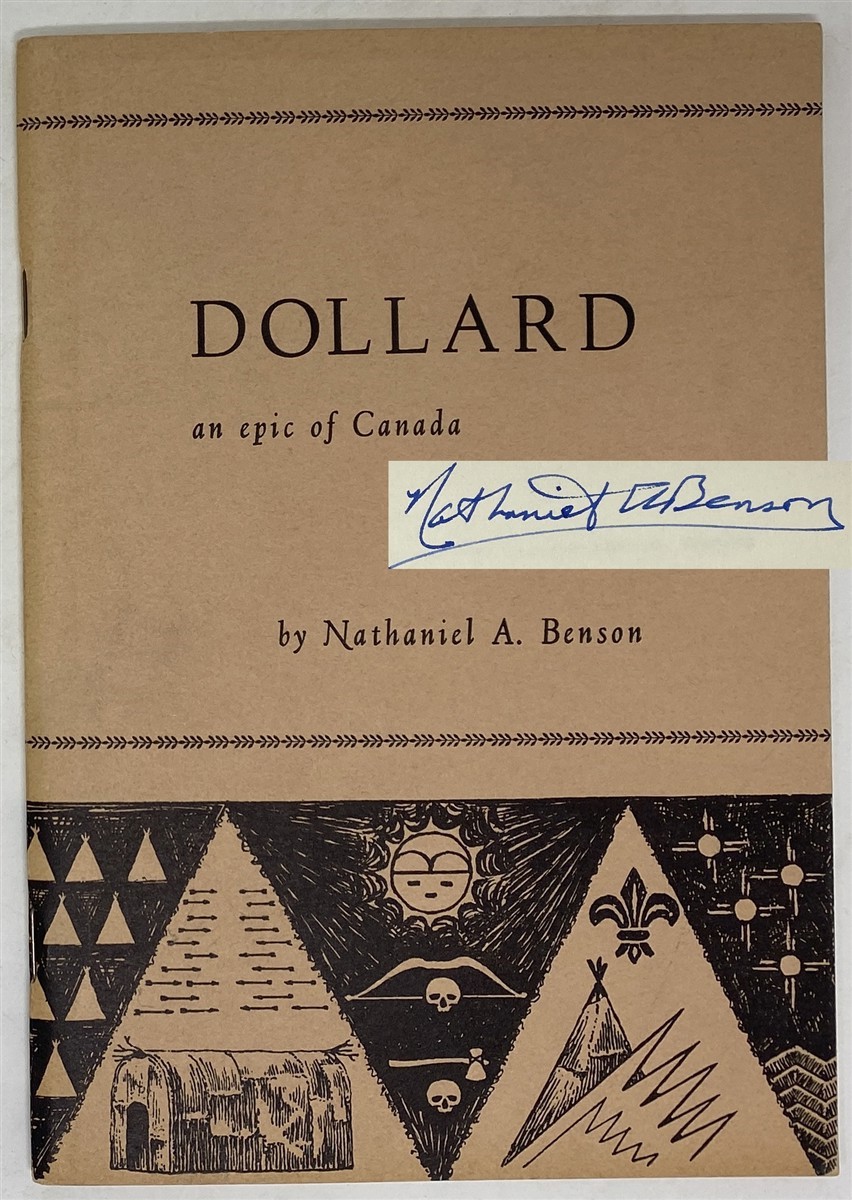 DOLLARD
an epic of Canada
Nathaniel A Benson
by Nathaniel A. Benson